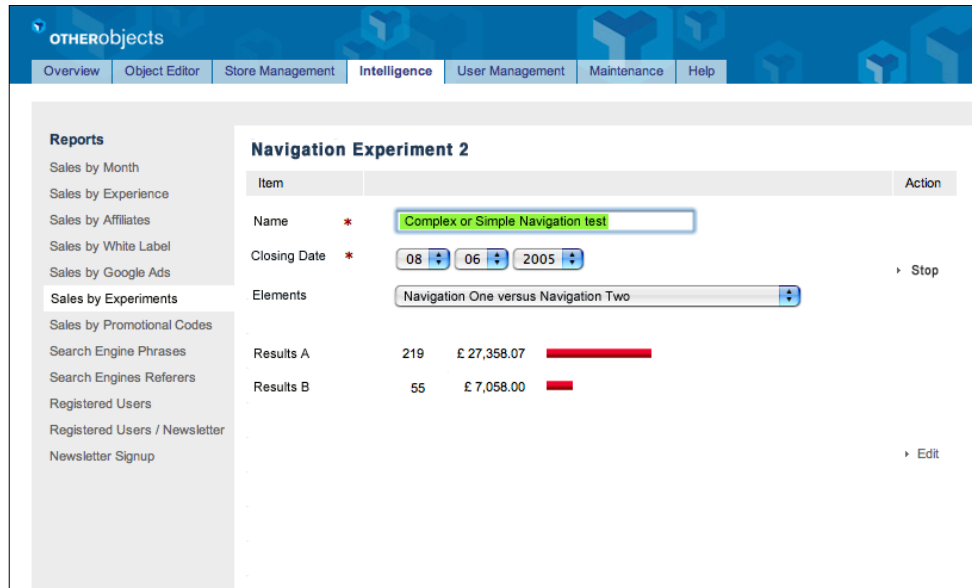 OTHERobjects
Overview Object Editor Store Management Intelligence User Management Maintenance Help
Reports
Sales by Month
Sales by Experience
Sales by Affiliates
Sales by White Label
Sales by Google Ads
Sales by Experiments
Sales by Promotional Codes
Search Engine Phrases
Search Engines Referers
Registered Users
Registered Users / Newsletter
Newsletter Signup
Navigation Experiment 2
Item Action
Name * Complex or Simple Navigation test
Closing Date * 08 06 2005
Stop
Elements Navigation One versus Navigation Two
Results A 219 £ 27,358.07
Results B 55 £ 7,058.00
Edit